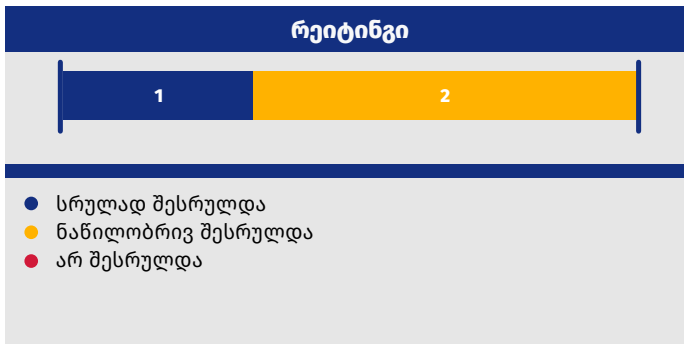 რეიტინგი
1 2
სრულად შესრულდა
ნაწილობრივ შესრულდა
არ შესრულდა